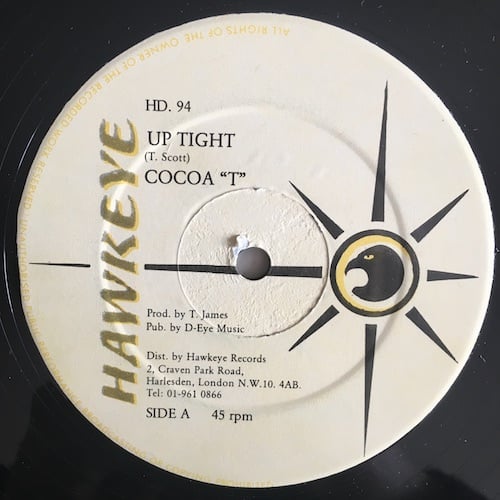 ALL RIGHTS OF THE OWNER OF THE RECORDED WORK RESERVED
HAWKEYE
HD. 94
UP TIGHT
(T. Scott)
COCOA “T”
Prod. by T. James
Pub. by D-Eye Music
Dist. by Hawkeye Records
2, Craven Park Road,
Harlesden, London N.W.10. 4AB.
Tel: 01-961 0866
SIDE A 45 rpm